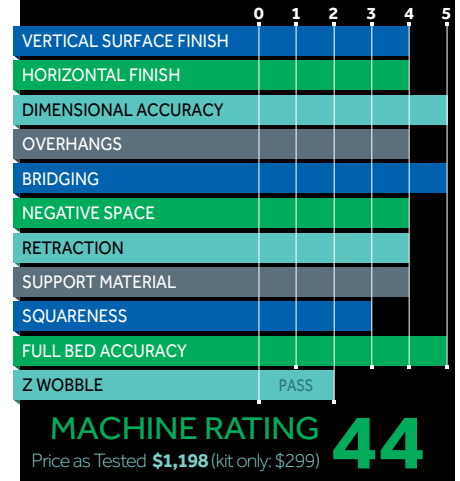 0 1 2 3 4 5
VERTICAL SURFACE FINISH
HORIZONTAL FINISH
DIMENSIONAL ACCURACY
OVERHANGS
BRIDGING
NEGATIVE SPACE
RETRACTION
SUPPORT MATERIAL
SQUARENESS
FULL BED ACCURACY
Z WOBBLE PASS
MACHINE RATING 44
Price as Tested $1,198 (kit only: $299)